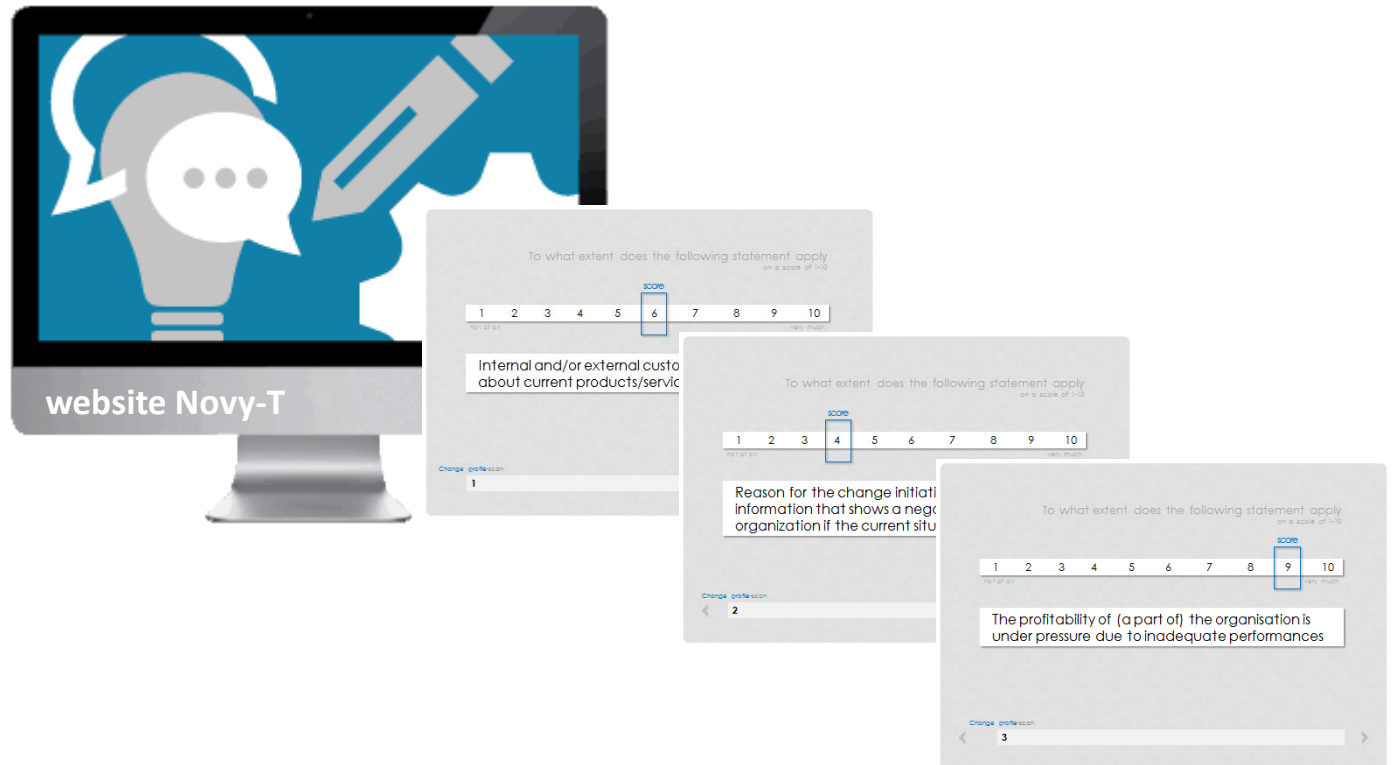 website Novy-T
To what extent does the following statement apply
on a scale of 1-10
score
1 2 3 4 5 6 7 8 9 10
not at all very much
Internal and/or external custo
about current products/servic
Change profile-scan
1
To what extent does the following statement apply
on a scale of 1-10
score
1 2 3 4 5 6 7 8 9 10
not at all very much
Reason for the change initiati
information that shows a nega
organization if the current situ
Change profile-scan
2
To what extent does the following statement apply
on a scale of 1-10
score
1 2 3 4 5 6 7 8 9 10
not at all very much
The profitability of (a part of) the organisation is
under pressure due to inadequate performances
Change profile-scan
3